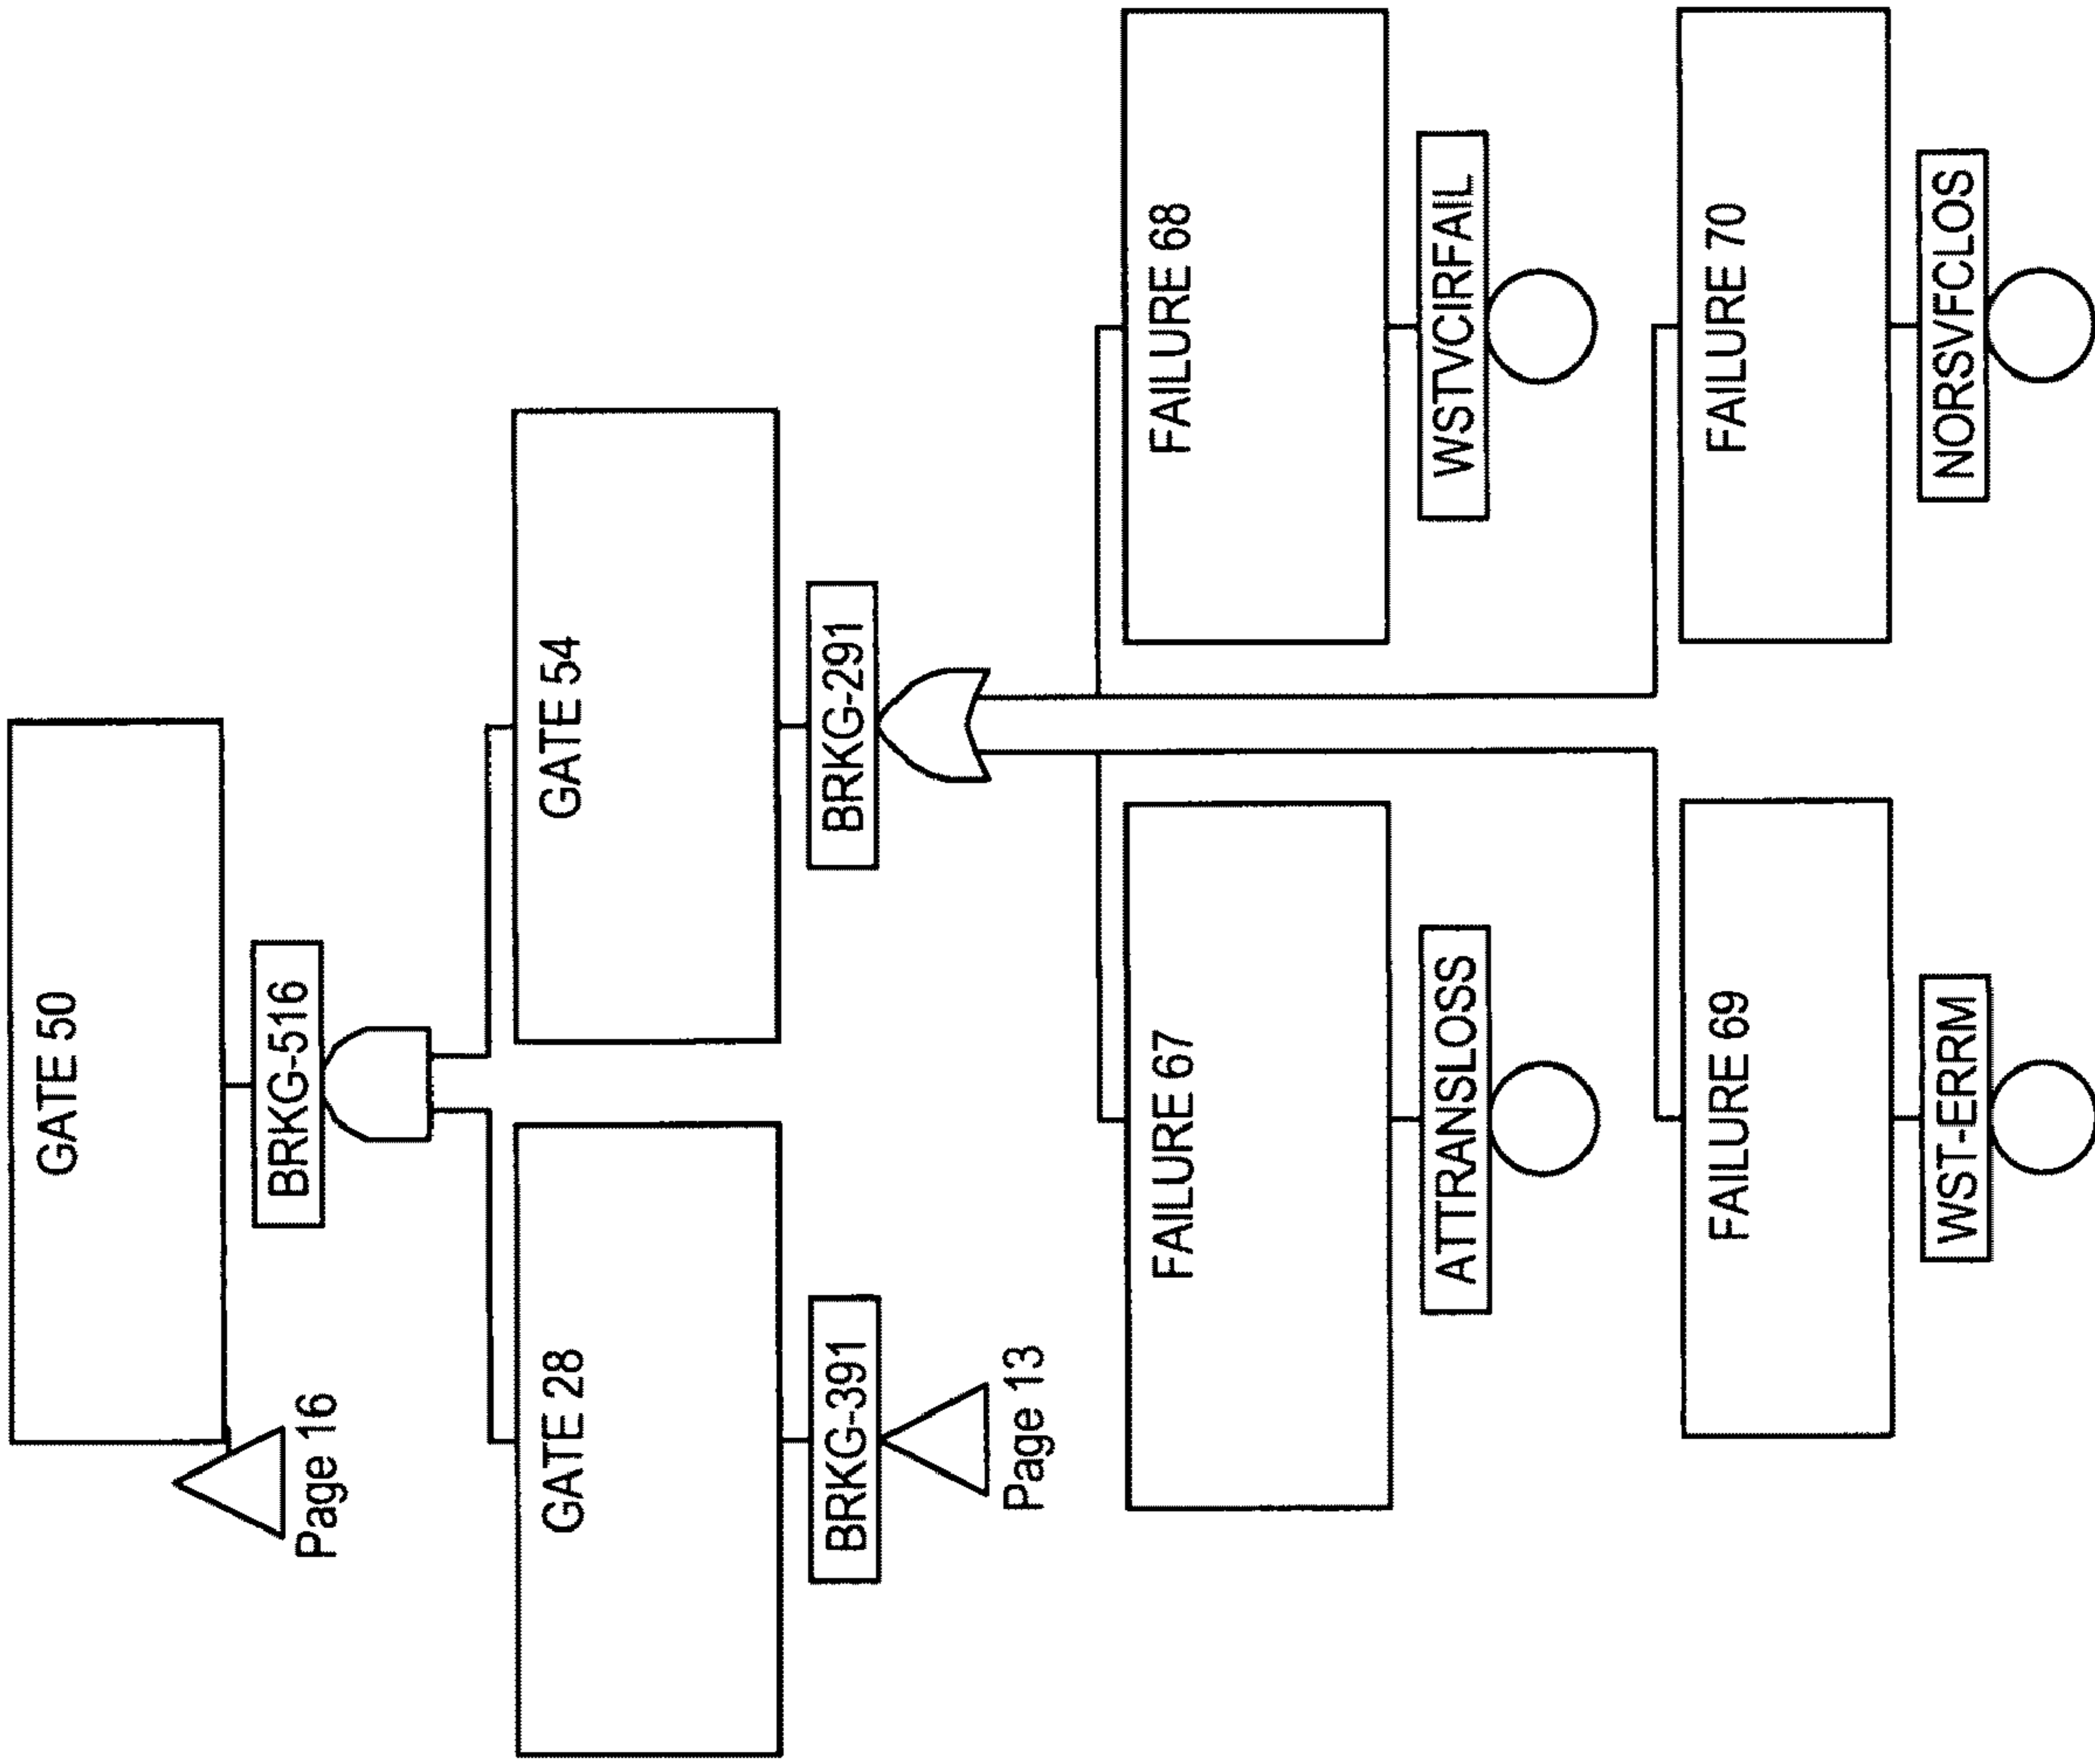 GATE 50
Page 16
BRKG-516
GATE 28
GATE 54
BRKG-391
BRKG-291
Page 13
FAILURE 67
FAILURE 68
ATTRANSLOSS
WSTVCIRFAIL
FAILURE 69
FAILURE 70
WST-ERRM
NORSVFCLOS